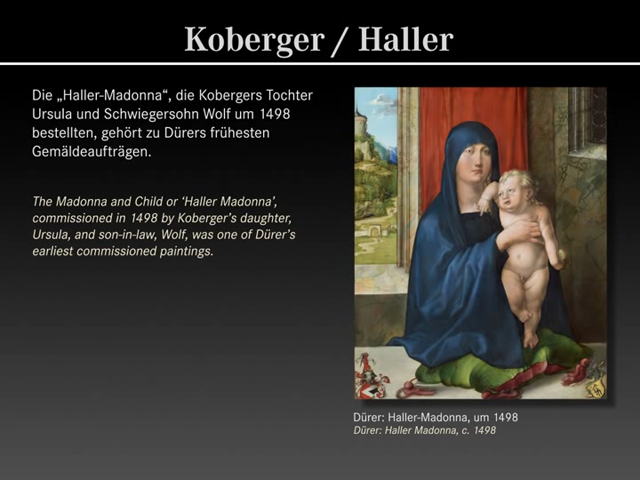 Koberger / Haller
Die „Haller-Madonna“, die Kobergers Tochter
Ursula und Schwiegersohn Wolf um 1498
bestellten, gehört zu Dürers frühesten
Gemäldeaufträgen.
The Madonna and Child or ‘Haller Madonna’,
commissioned in 1498 by Koberger’s daughter,
Ursula, and son-in-law, Wolf, was one of Dürer’s
earliest commissioned paintings.
Dürer: Haller-Madonna, um 1498
Dürer: Haller Madonna, c. 1498